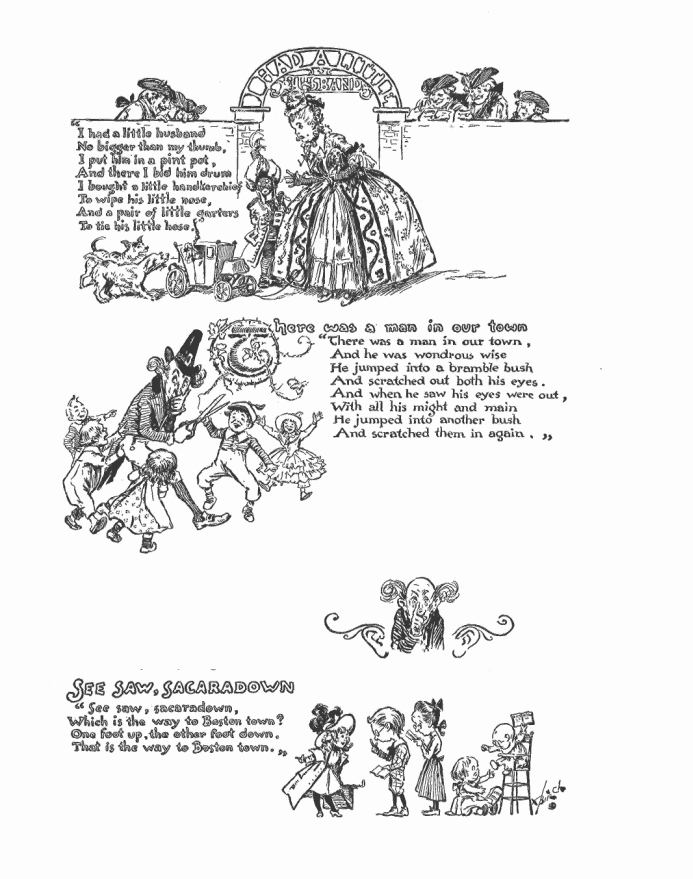 I HAD A LITTLE
HUSBAND
"I had a little husband
No bigger than my thumb,
I put him in a pint pot,
And there I bid him drum
I bought a little handkerchief
To wipe his little nose,
And a pair of little garters
To tie his little hose.
There was a man in our town
"There was a man in our town,
And he was wondrous wise
He jumped into a bramble bush
And scratched out both his eyes.
And when he saw his eyes were out,
With all his might and main
He jumped into another bush
And scratched them in again. „
SEE SAW, SACARADOWN
"See saw, sacaradown,
Which is the way to Boston town?
One foot up, the other foot down.
That is the way to Boston town. „